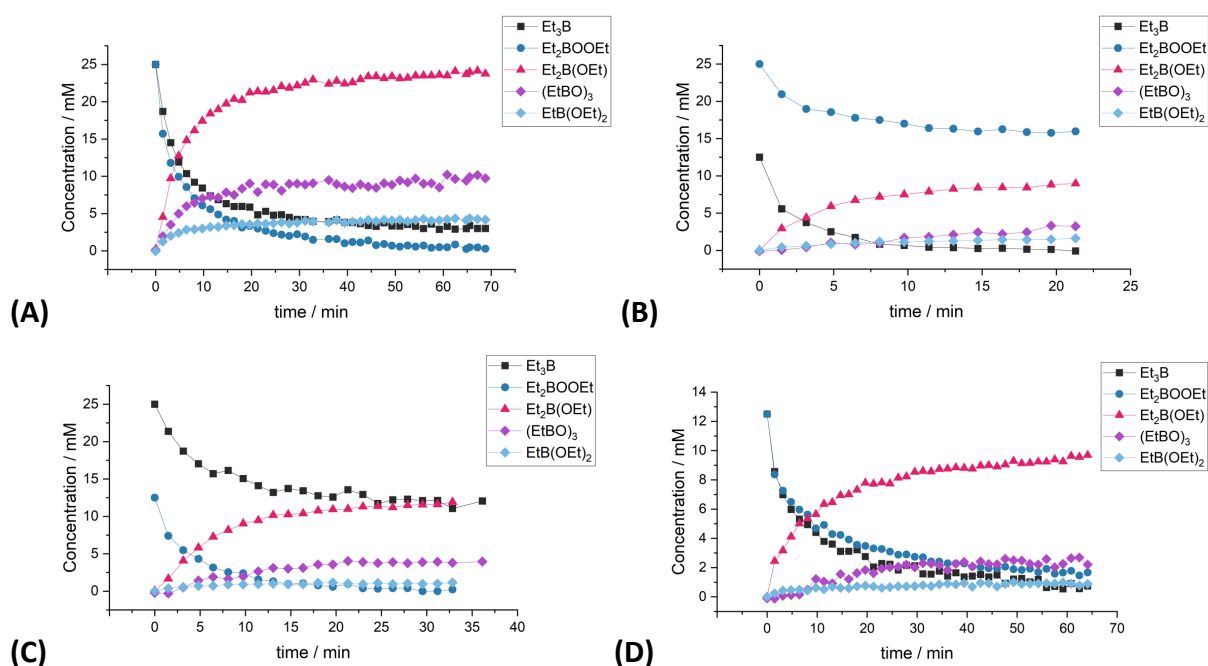 Et₃B
Et₂BOOEt
Et₂B(OEt)
(EtBO)₃
EtB(OEt)₂
Concentration / mM
25
20
15
10
5
0
0 10 20 30 40 50 60 70
time / min
(A)
Et₃B
Et₂BOOEt
Et₂B(OEt)
(EtBO)₃
EtB(OEt)₂
Concentration / mM
25
20
15
10
5
0
0 5 10 15 20 25
time / min
(B)
Et₃B
Et₂BOOEt
Et₂B(OEt)
(EtBO)₃
EtB(OEt)₂
Concentration / mM
25
20
15
10
5
0
0 5 10 15 20 25 30 35 40
time / min
(C)
Et₃B
Et₂BOOEt
Et₂B(OEt)
(EtBO)₃
EtB(OEt)₂
Concentration / mM
14
12
10
8
6
4
2
0
0 10 20 30 40 50 60 70
time / min
(D)